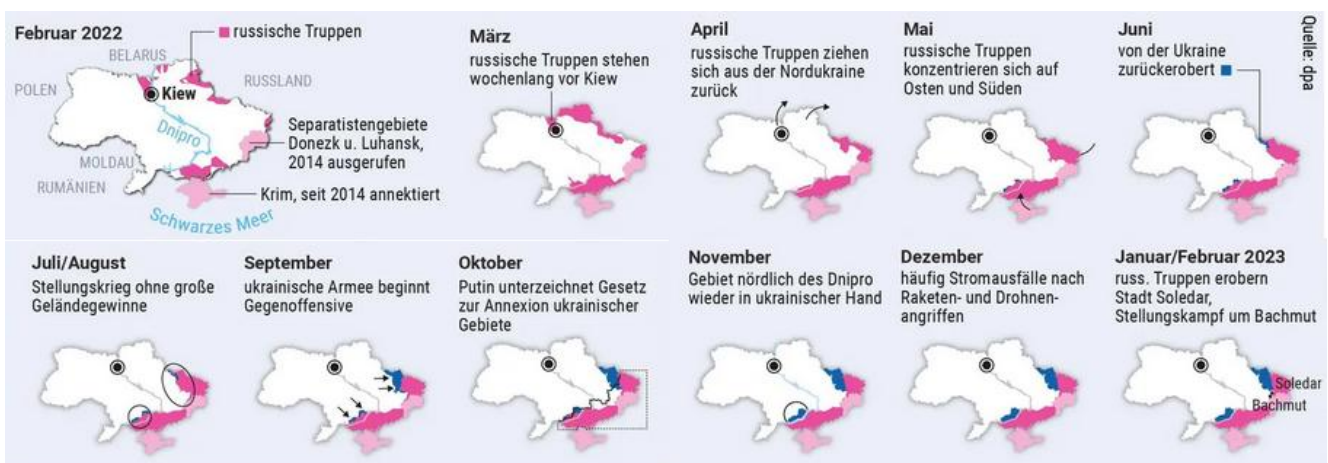 Februar 2022
russische Truppen
BELARUS
POLEN
RUSSLAND
Kiew
Dnipro
Separatistengebiete
Donezk u. Luhansk,
2014 ausgerufen
MOLDAU
RUMÄNIEN
Krim, seit 2014 annektiert
Schwarzes Meer
März
russische Truppen stehen
wochenlang vor Kiew
April
russische Truppen ziehen
sich aus der Nordukraine
zurück
Mai
russische Truppen
konzentrieren sich auf
Osten und Süden
Juni
von der Ukraine
zurückerobert
Quelle: dpa
Juli/August
Stellungskrieg ohne große
Geländegewinne
September
ukrainische Armee beginnt
Gegenoffensive
Oktober
Putin unterzeichnet Gesetz
zur Annexion ukrainischer
Gebiete
November
Gebiet nördlich des Dnipro
wieder in ukrainischer Hand
Dezember
häufig Stromausfälle nach
Raketen- und Drohnen-
angriffen
Januar/Februar 2023
russ. Truppen erobern
Stadt Soledar,
Stellungskampf um Bachmut
Soledar
Bachmut